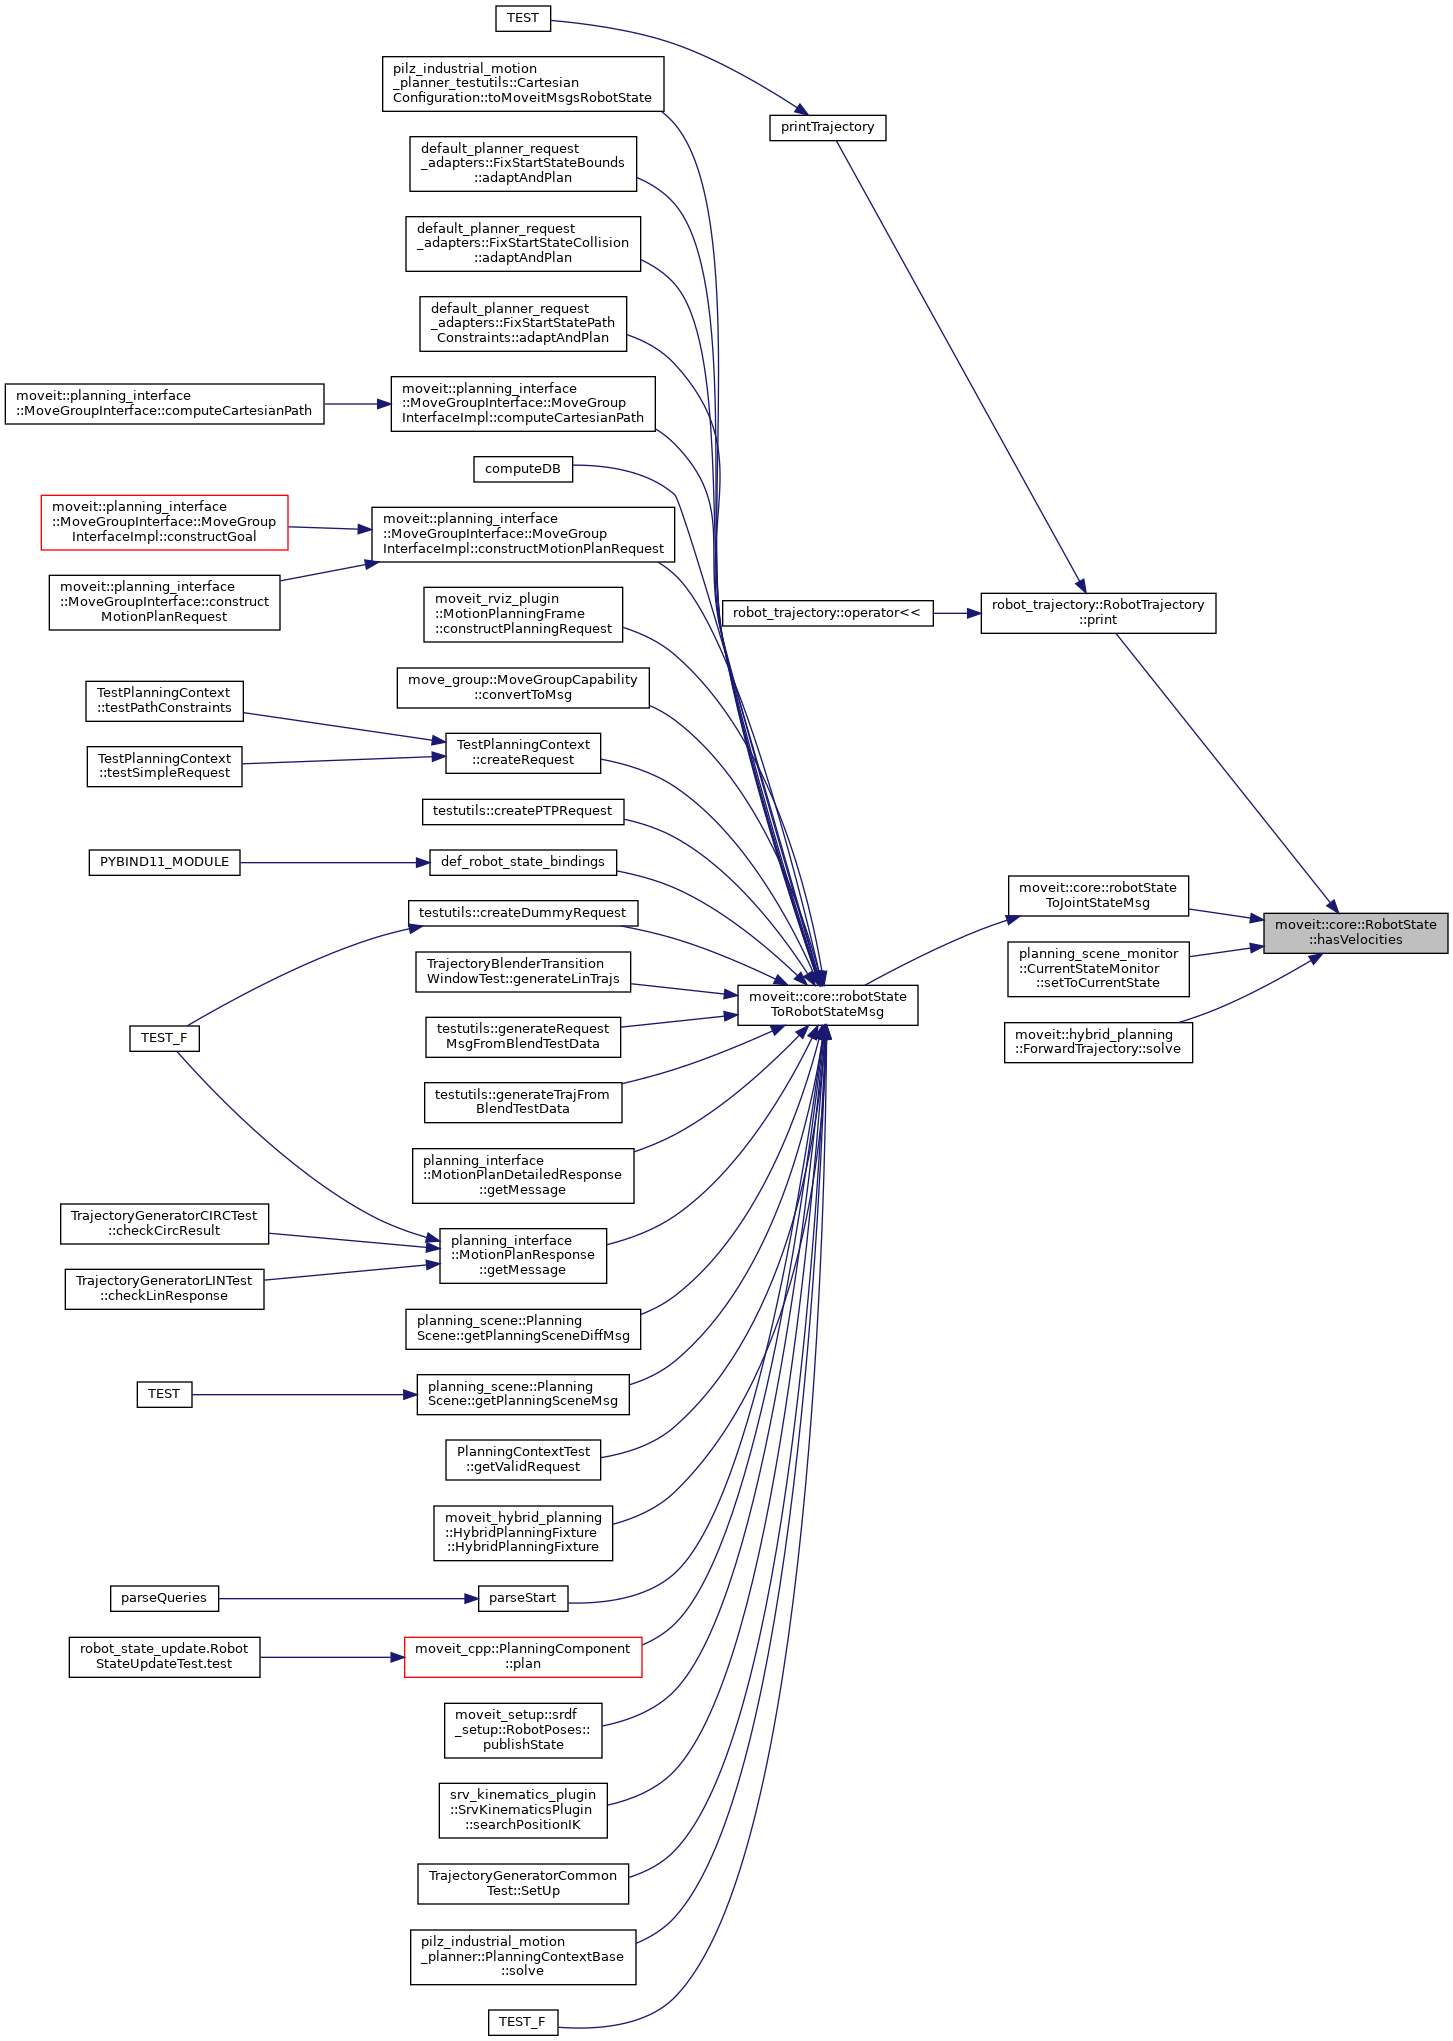 TEST
pilz_industrial_motion
_planner_testutils::Cartesian
Configuration::toMoveitMsgsRobotState
printTrajectory
default_planner_request
_adapters::FixStartStateBounds
::adaptAndPlan
default_planner_request
_adapters::FixStartStateCollision
::adaptAndPlan
default_planner_request
_adapters::FixStartStatePath
Constraints::adaptAndPlan
moveit::planning_interface
::MoveGroupInterface::computeCartesianPath
moveit::planning_interface
::MoveGroupInterface::MoveGroup
InterfaceImpl::computeCartesianPath
computeDB
moveit::planning_interface
::MoveGroupInterface::MoveGroup
InterfaceImpl::constructGoal
moveit::planning_interface
::MoveGroupInterface::MoveGroup
InterfaceImpl::constructMotionPlanRequest
moveit::planning_interface
::MoveGroupInterface::construct
MotionPlanRequest
moveit_rviz_plugin
::MotionPlanningFrame
::constructPlanningRequest
robot_trajectory::operator<<
robot_trajectory::RobotTrajectory
::print
move_group::MoveGroupCapability
::convertToMsg
TestPlanningContext
::testPathConstraints
TestPlanningContext
::testSimpleRequest
TestPlanningContext
::createRequest
testutils::createPTPRequest
PYBIND11_MODULE
def_robot_state_bindings
testutils::createDummyRequest
moveit::core::robotState
ToJointStateMsg
moveit::core::RobotState
::hasVelocities
planning_scene_monitor
::CurrentStateMonitor
::setToCurrentState
moveit::hybrid_planning
::ForwardTrajectory::solve
TrajectoryBlenderTransition
WindowTest::generateLinTrajs
moveit::core::robotState
ToRobotStateMsg
testutils::generateRequest
MsgFromBlendTestData
TEST_F
testutils::generateTrajFrom
BlendTestData
planning_interface
::MotionPlanDetailedResponse
::getMessage
TrajectoryGeneratorCIRCTest
::checkCircResult
planning_interface
::MotionPlanResponse
::getMessage
TrajectoryGeneratorLINTest
::checkLinResponse
planning_scene::Planning
Scene::getPlanningSceneDiffMsg
TEST
planning_scene::Planning
Scene::getPlanningSceneMsg
PlanningContextTest
::getValidRequest
moveit_hybrid_planning
::HybridPlanningFixture
::HybridPlanningFixture
parseQueries
parseStart
robot_state_update.Robot
StateUpdateTest.test
moveit_cpp::PlanningComponent
::plan
moveit_setup::srdf
_setup::RobotPoses::
publishState
srv_kinematics_plugin
::SrvKinematicsPlugin
::searchPositionIK
TrajectoryGeneratorCommon
Test::SetUp
pilz_industrial_motion
_planner::PlanningContextBase
::solve
TEST_F